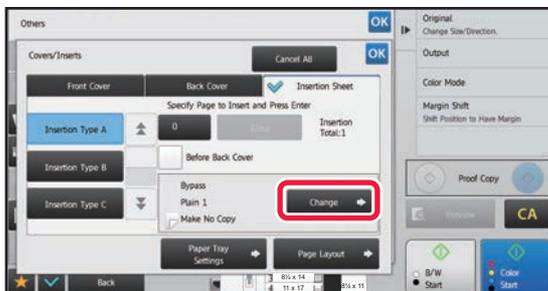 Others
OK
Covers/Inserts
Cancel All
OK
Front Cover
Back Cover
Insertion Sheet
Specify Page to Insert and Press Enter
Insertion Type A
0
Enter
Insertion
Total:1
Before Back Cover
Insertion Type B
Bypass
Plain 1
Make No Copy
Change
Insertion Type C
Paper Tray
Settings
Page Layout
Back
8½ x 14
4
11 x 17
8½ x 11
Original
Change Size/Direction.
Output
Color Mode
Margin Shift
Shift Position to Have Margin
Proof Copy
Preview
CA
B/W
Start
Color
Start